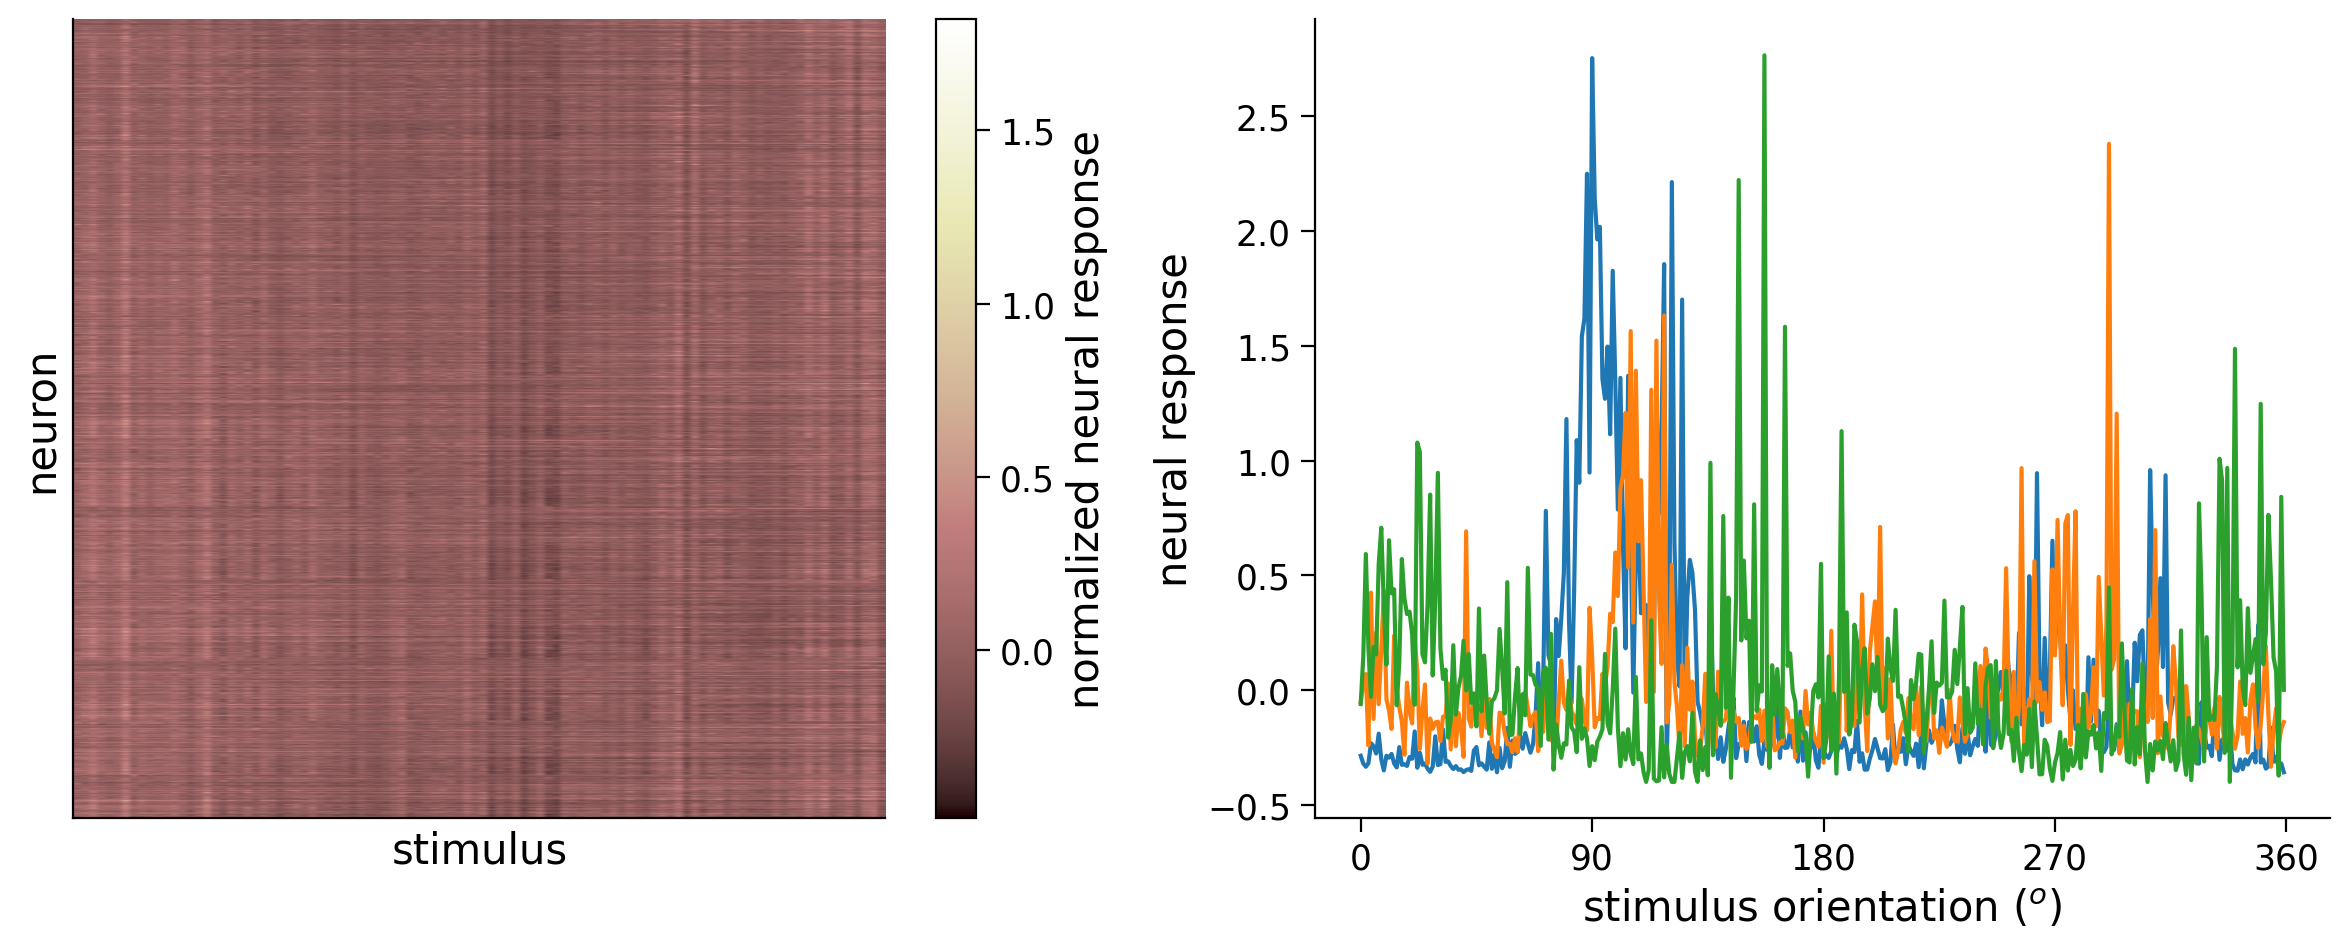 neuron
stimulus
1.5
1.0
0.5
0.0
normalized neural response
neural response
2.5
2.0
1.5
1.0
0.5
0.0
−0.5
0 90 180 270 360
stimulus orientation (o)